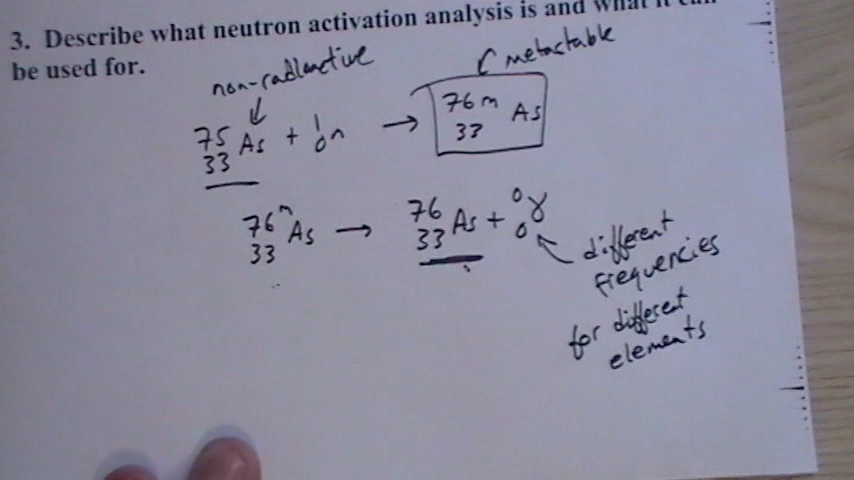 3. Describe what neutron activation analysis is and what it can
be used for.
non-radioactive
metastable
75 33 As + 1 0 n → 76m 33 As
76m 33 As → 76 33 As + 0 0 γ
different
frequencies
for different
elements